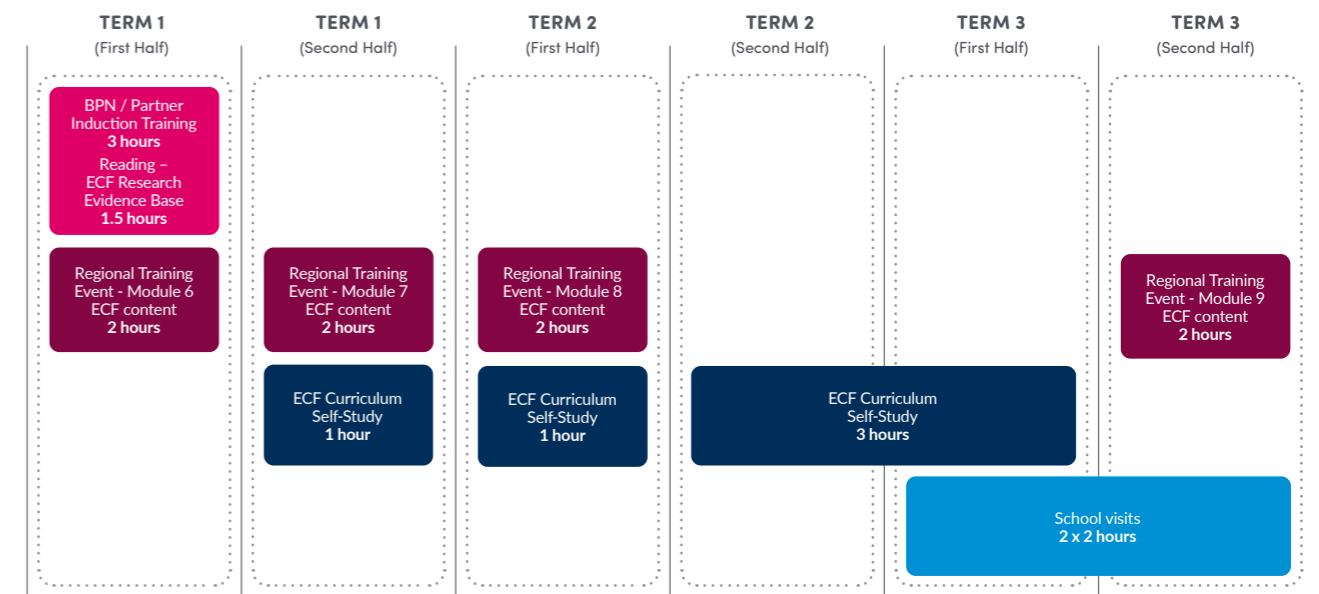 TERM 1
(First Half)
TERM 1
(Second Half)
TERM 2
(First Half)
TERM 2
(Second Half)
TERM 3
(First Half)
TERM 3
(Second Half)
BPN / Partner
Induction Training
3 hours
Reading –
ECF Research
Evidence Base
1.5 hours
Regional Training
Event - Module 6
ECF content
2 hours
Regional Training
Event - Module 7
ECF content
2 hours
Regional Training
Event - Module 8
ECF content
2 hours
Regional Training
Event - Module 9
ECF content
2 hours
ECF Curriculum
Self-Study
1 hour
ECF Curriculum
Self-Study
1 hour
ECF Curriculum
Self-Study
3 hours
School visits
2 x 2 hours